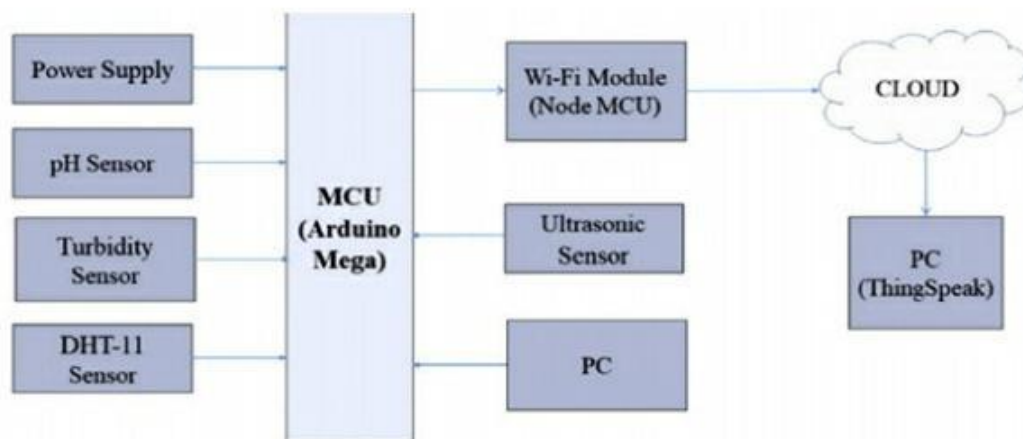 Power Supply
pH Sensor
Turbidity
Sensor
DHT-11
Sensor
MCU
(Arduino
Mega)
Wi-Fi Module
(Node MCU)
Ultrasonic
Sensor
PC
CLOUD
PC
(ThingSpeak)